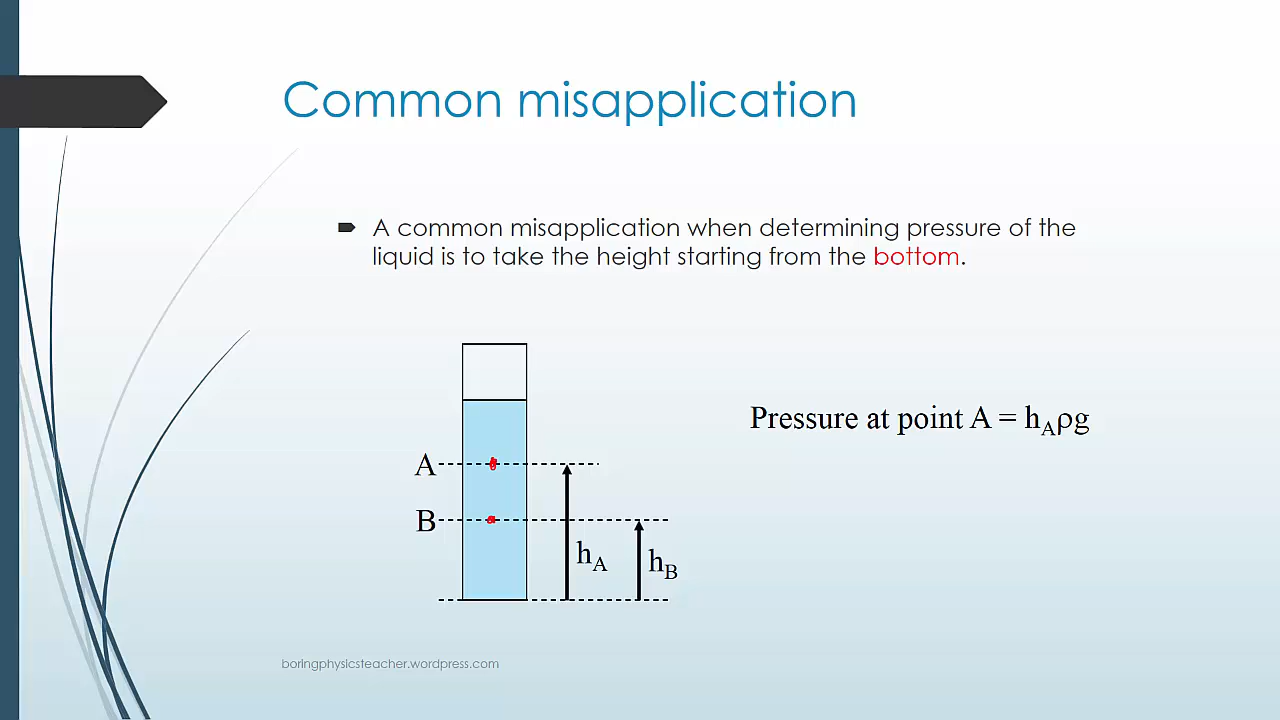 Common misapplication
A common misapplication when determining pressure of the
liquid is to take the height starting from the bottom.
Pressure at point A = hAρg
A
B
hA
hB
boringphysicsteacher.wordpress.com